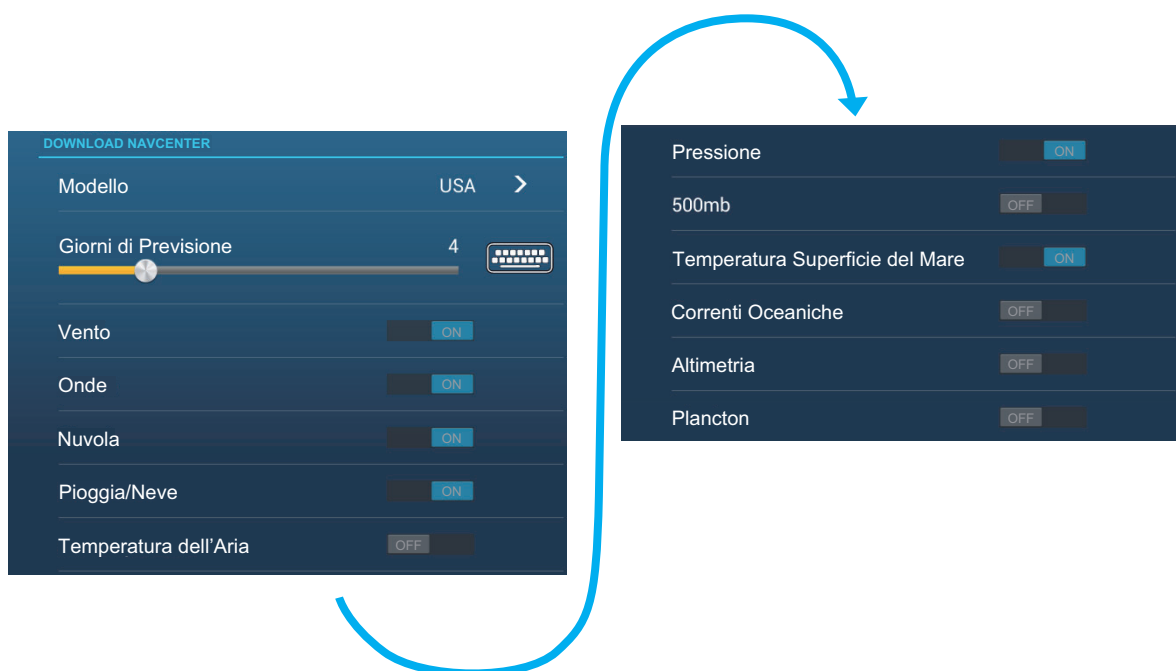 DOWNLOAD NAVCENTER
Modello USA
Giorni di Previsione 4
Vento ON
Onde ON
Nuvola ON
Pioggia/Neve ON
Temperatura dell'Aria OFF
Pressione ON
500mb OFF
Temperatura Superficie del Mare ON
Correnti Oceaniche OFF
Altimetria OFF
Plancton OFF